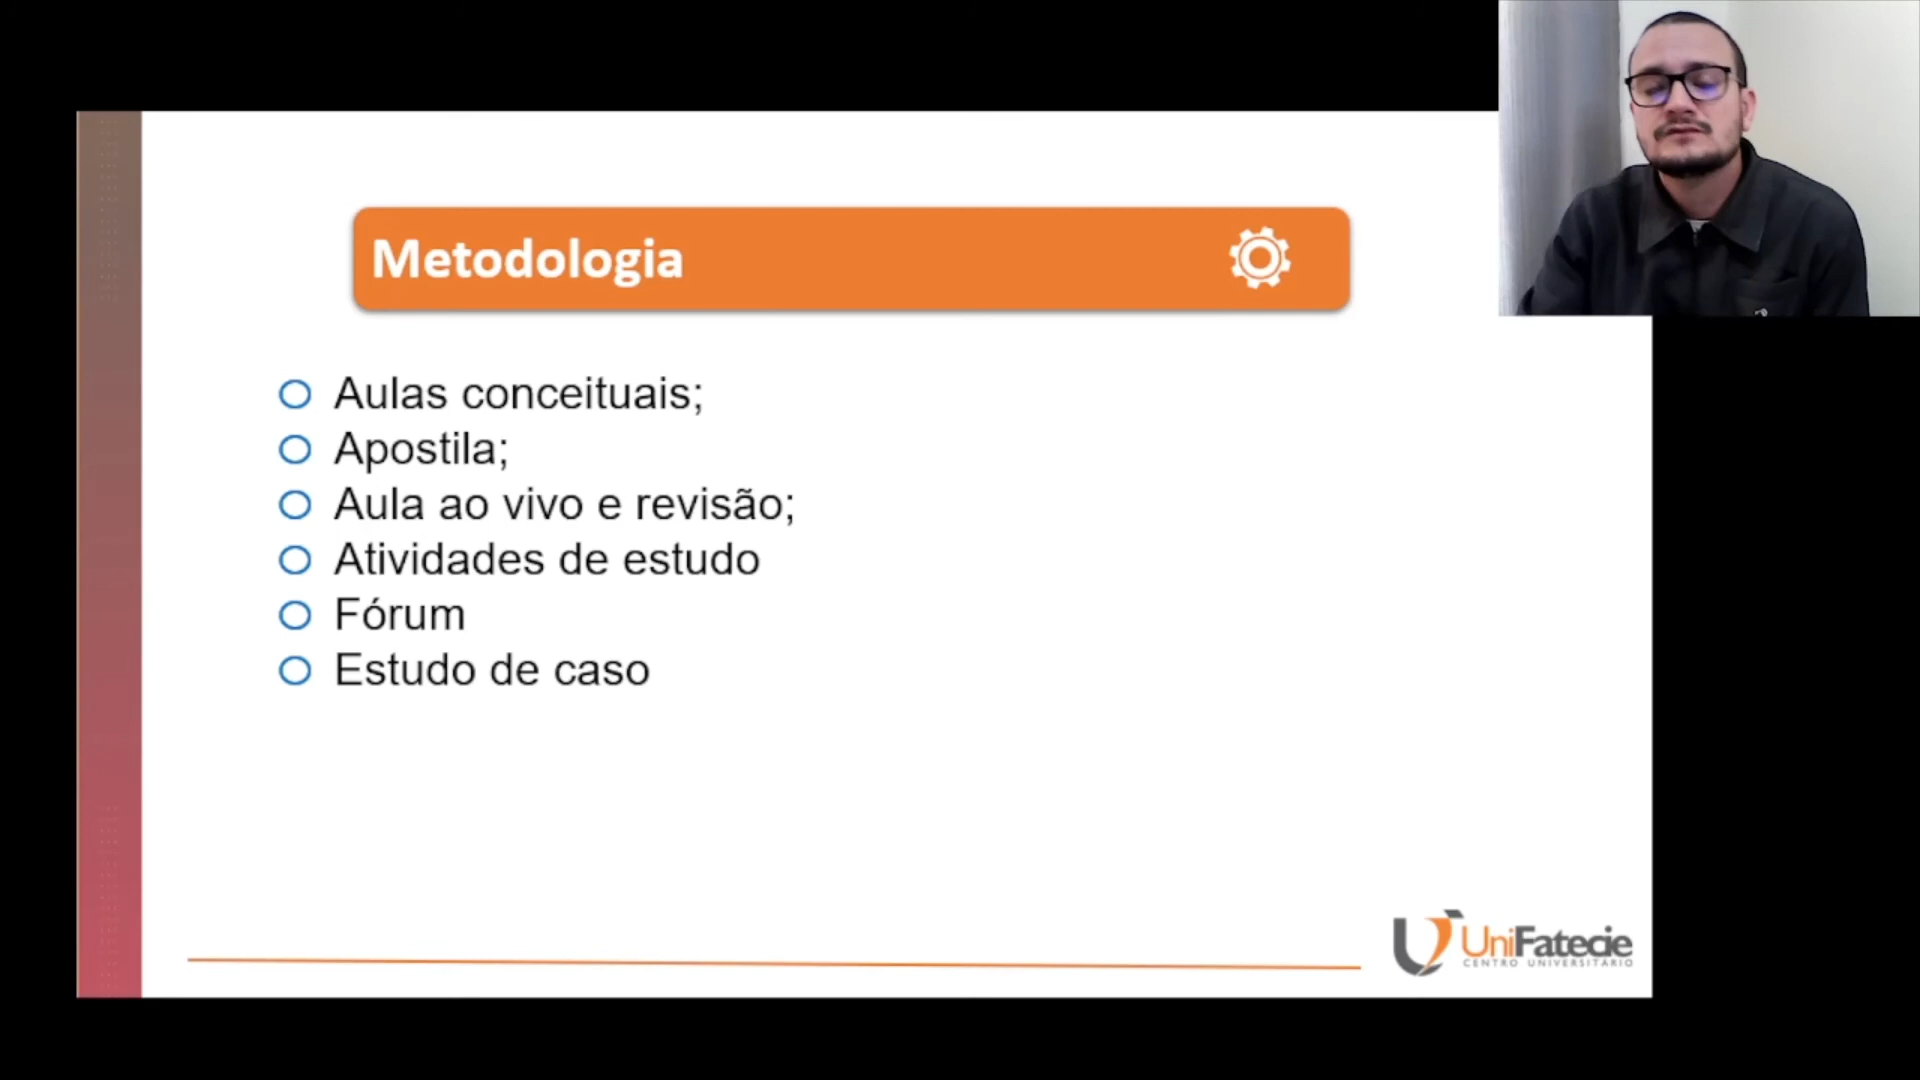 Metodologia
Aulas conceituais;
Apostila;
Aula ao vivo e revisão;
Atividades de estudo
Fórum
Estudo de caso
UniFatecie
CENTRO UNIVERSITÁRIO